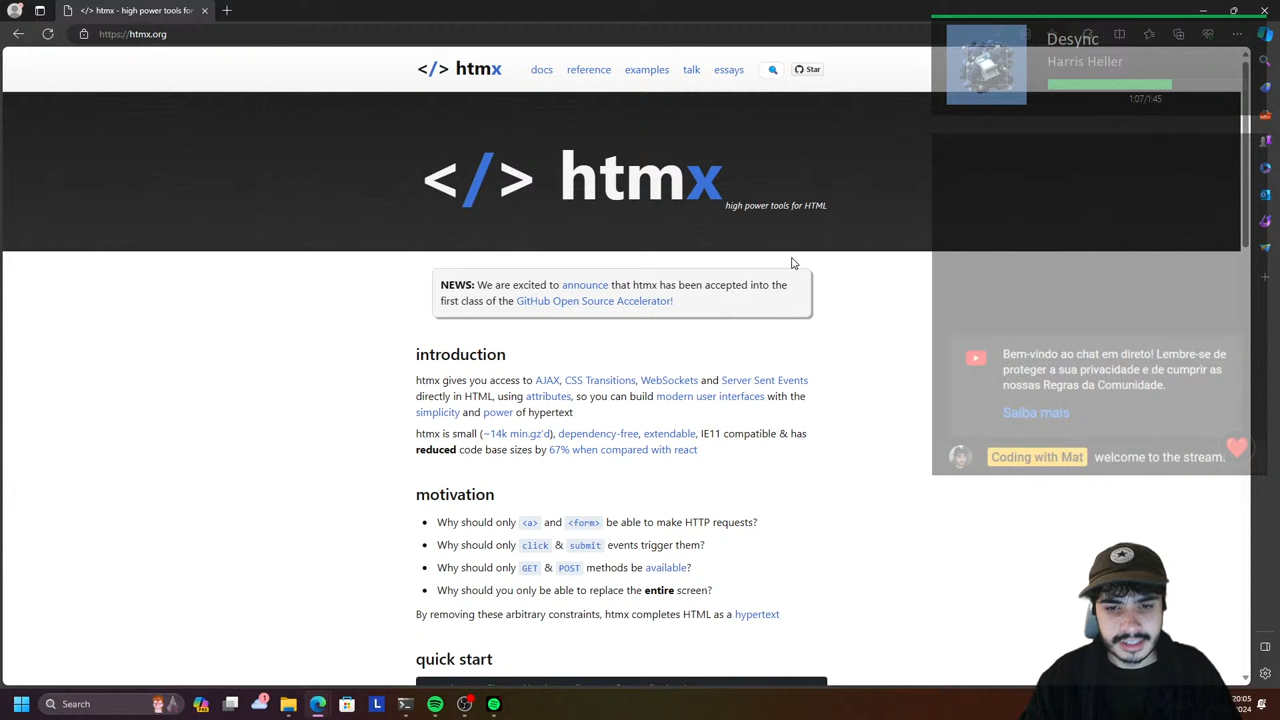 </> htmx - high power tools for
https://htmx.org
</> htmx
docs reference examples talk essays Star
</> htmx
high power tools for HTML
NEWS: We are excited to announce that htmx has been accepted into the
first class of the GitHub Open Source Accelerator!
introduction
htmx gives you access to AJAX, CSS Transitions, WebSockets and Server Sent Events
directly in HTML, using attributes, so you can build modern user interfaces with the
simplicity and power of hypertext
htmx is small (~14k min.gz'd), dependency-free, extendable, IE11 compatible & has
reduced code base sizes by 67% when compared with react
motivation
Why should only <a> and <form> be able to make HTTP requests?
Why should only click & submit events trigger them?
Why should only GET & POST methods be available?
Why should you only be able to replace the entire screen?
By removing these arbitrary constraints, htmx completes HTML as a hypertext
quick start
Desync
Harris Heller
1:07/1:45
Bem-vindo ao chat em direto! Lembre-se de
proteger a sua privacidade e de cumprir as
nossas Regras da Comunidade.
Saiba mais
Coding with Mat welcome to the stream.
Search
20:05